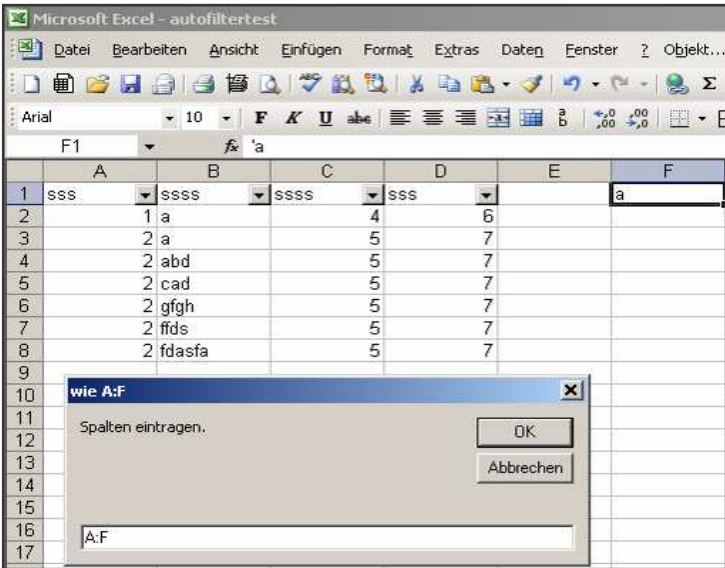 Microsoft Excel - autofiltertest
Datei Bearbeiten Ansicht Einfügen Format Extras Daten Fenster ? Objekt...
Arial 10 F K U abc
F1 fx 'a
A B C D E F
1 sss ssss ssss sss a
2 1 a 4 6
3 2 a 5 7
4 2 abd 5 7
5 2 cad 5 7
6 2 gfgh 5 7
7 2 ffds 5 7
8 2 fdasfa 5 7
9
10
11
12
13
14
15
16
17
wie A:F
Spalten eintragen.
OK
Abbrechen
A:F